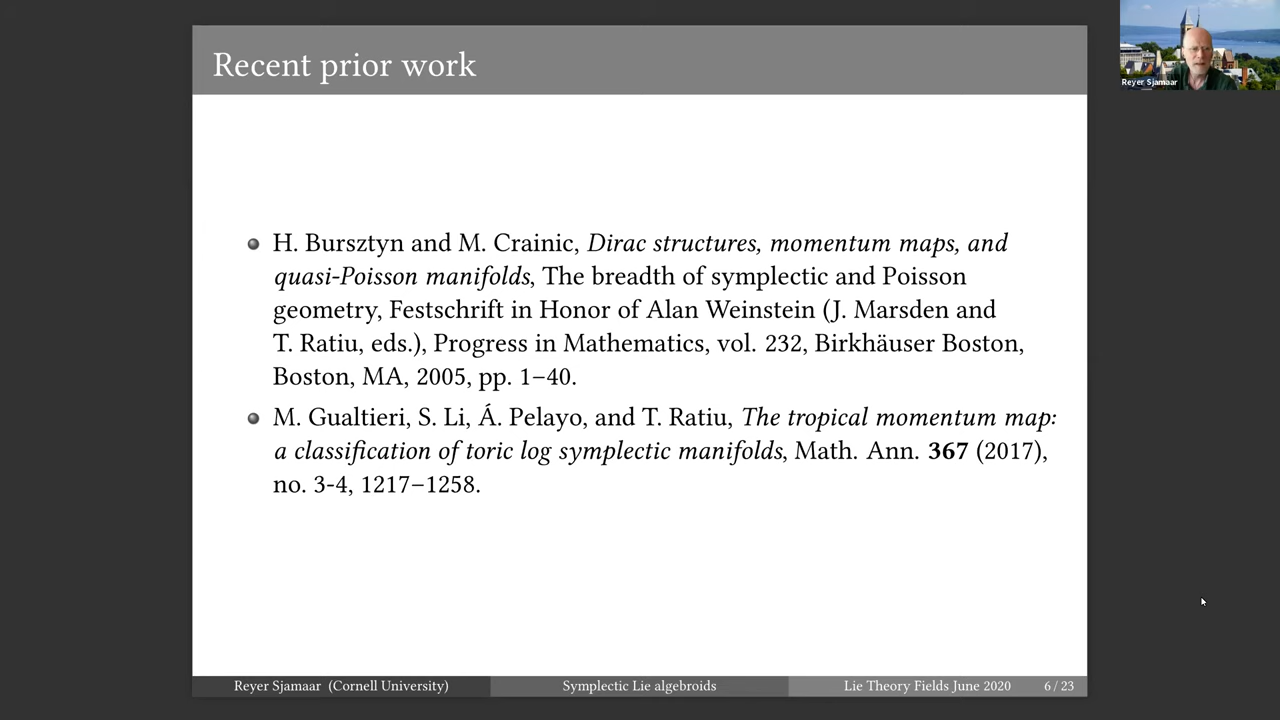 Recent prior work
Reyer Sjamaar
H. Bursztyn and M. Crainic, Dirac structures, momentum maps, and
quasi-Poisson manifolds, The breadth of symplectic and Poisson
geometry, Festschrift in Honor of Alan Weinstein (J. Marsden and
T. Ratiu, eds.), Progress in Mathematics, vol. 232, Birkhäuser Boston,
Boston, MA, 2005, pp. 1–40.
M. Gualtieri, S. Li, Á. Pelayo, and T. Ratiu, The tropical momentum map:
a classification of toric log symplectic manifolds, Math. Ann. 367 (2017),
no. 3-4, 1217–1258.
Reyer Sjamaar (Cornell University) Symplectic Lie algebroids Lie Theory Fields June 2020 6 / 23